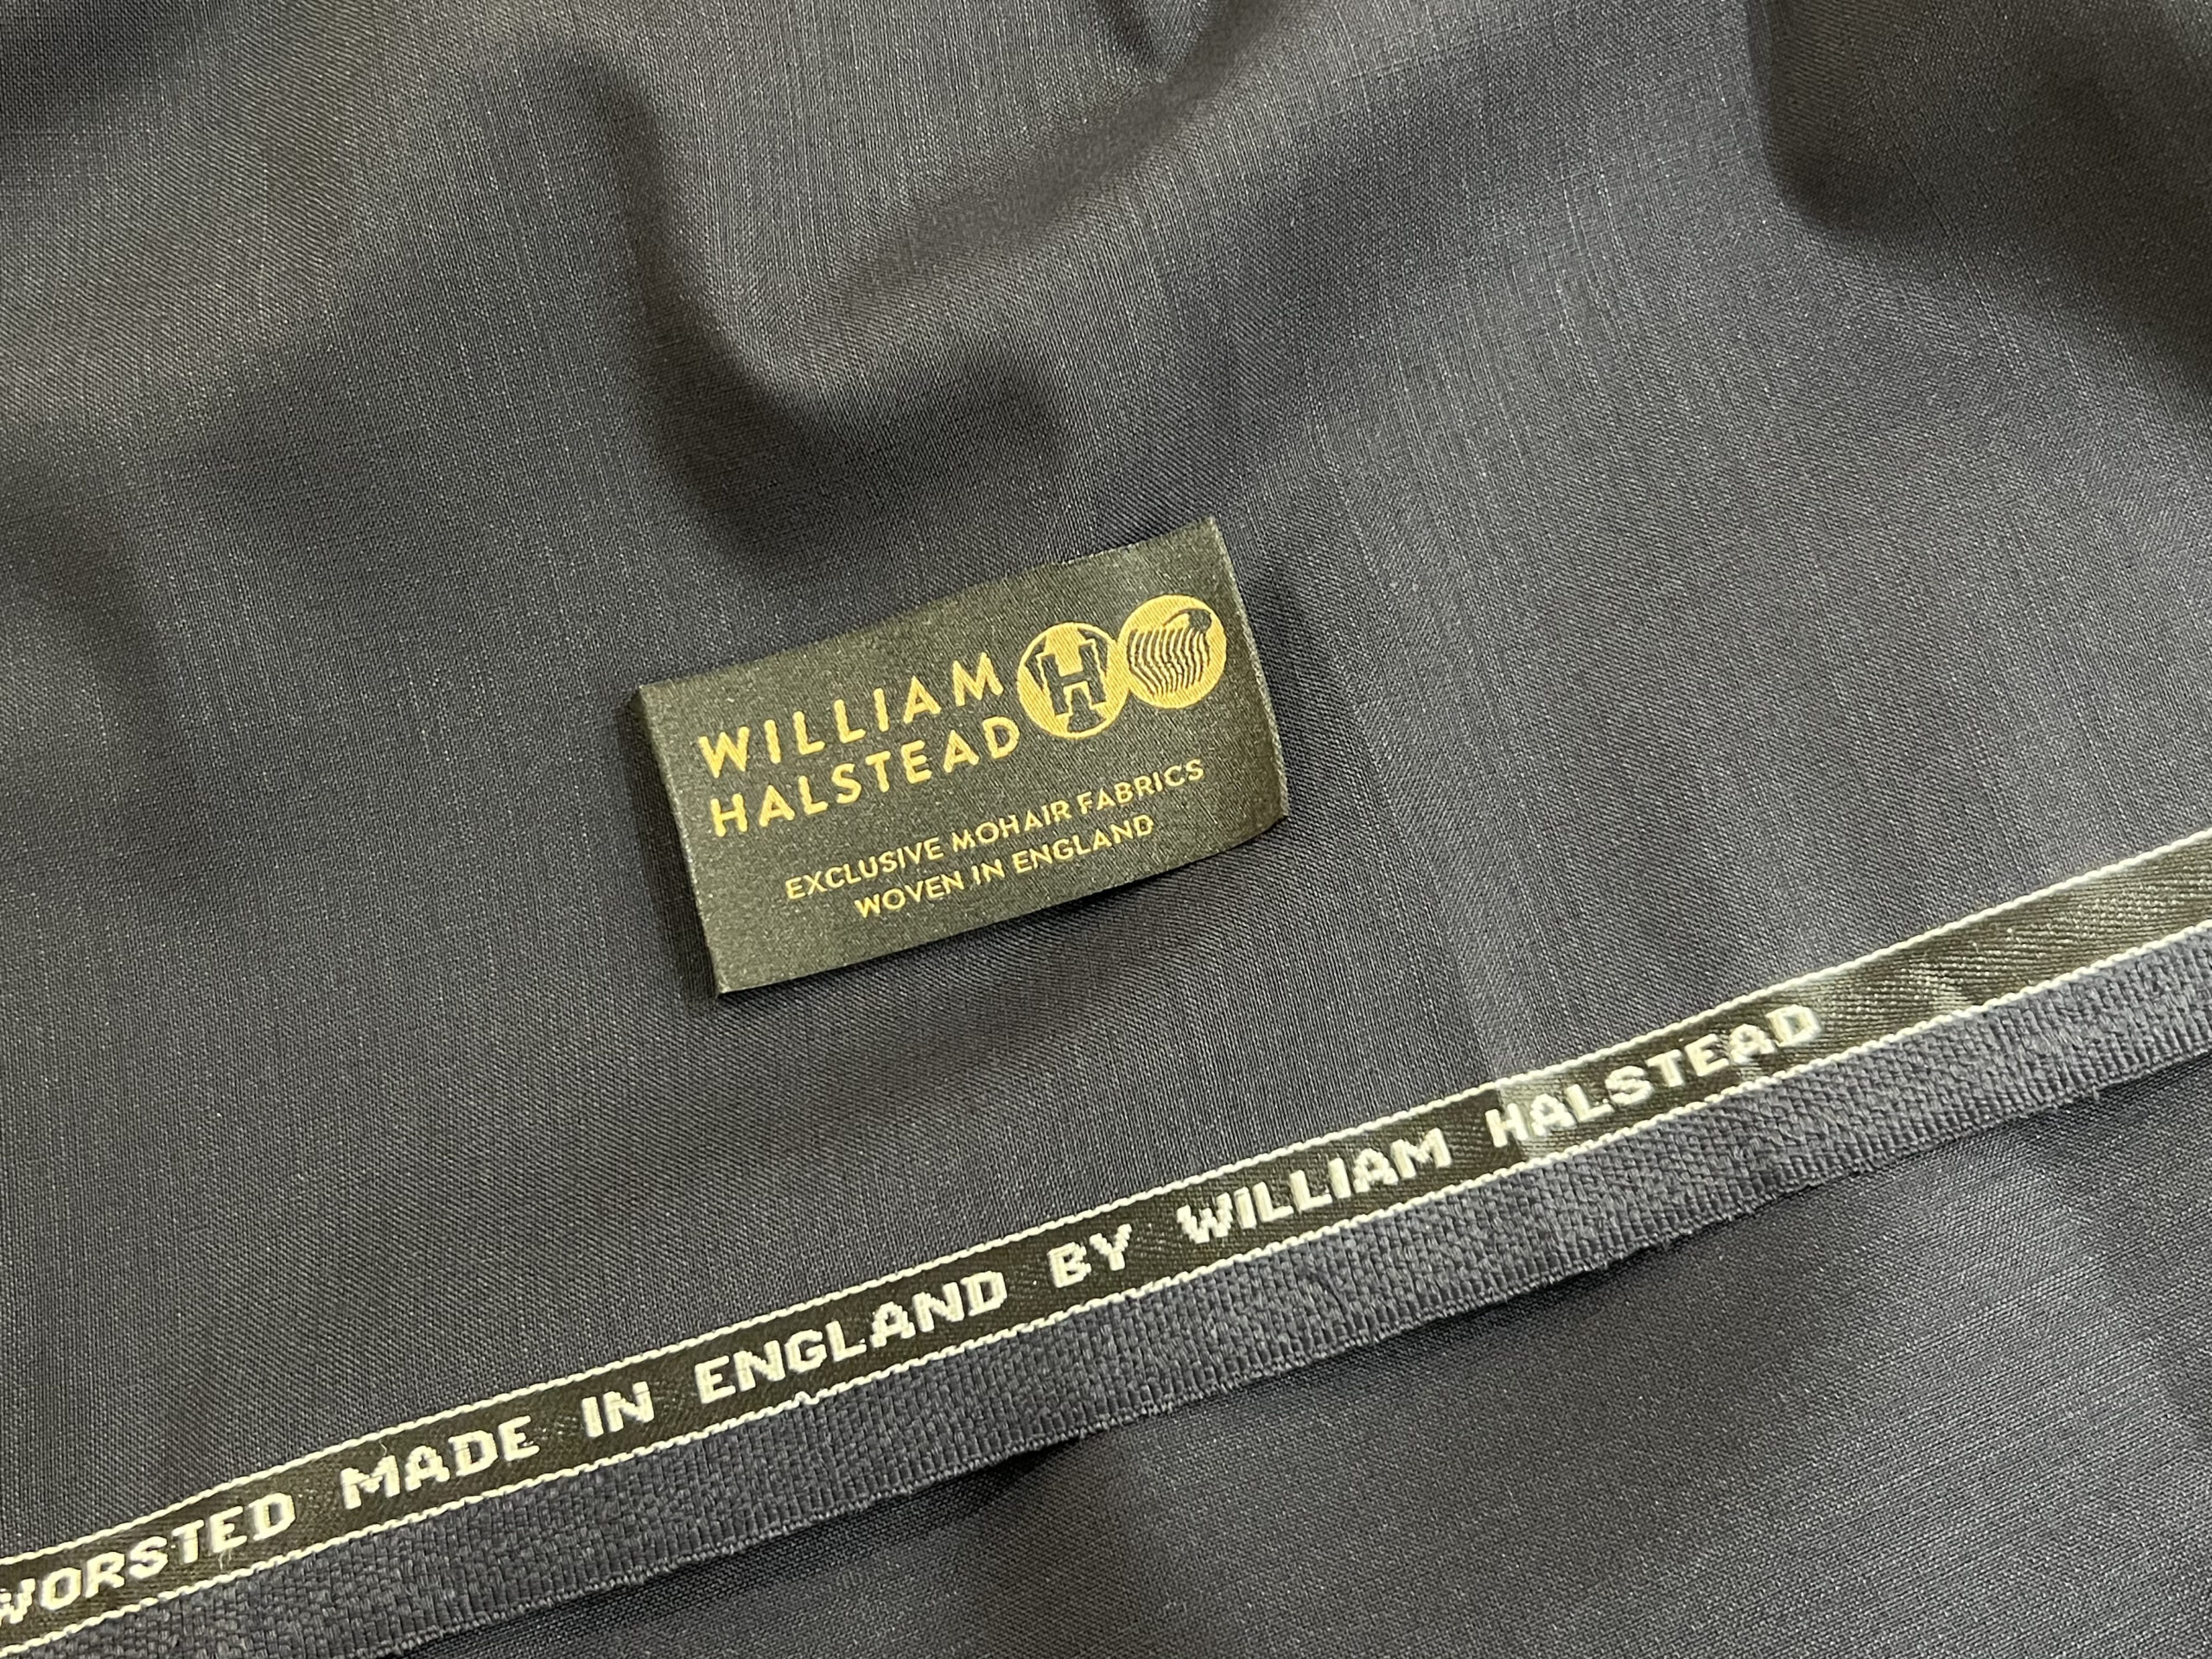 WILLIAM
HALSTEAD
H
EXCLUSIVE MOHAIR FABRICS
WOVEN IN ENGLAND
WORSTED MADE IN ENGLAND BY WILLIAM HALSTEAD